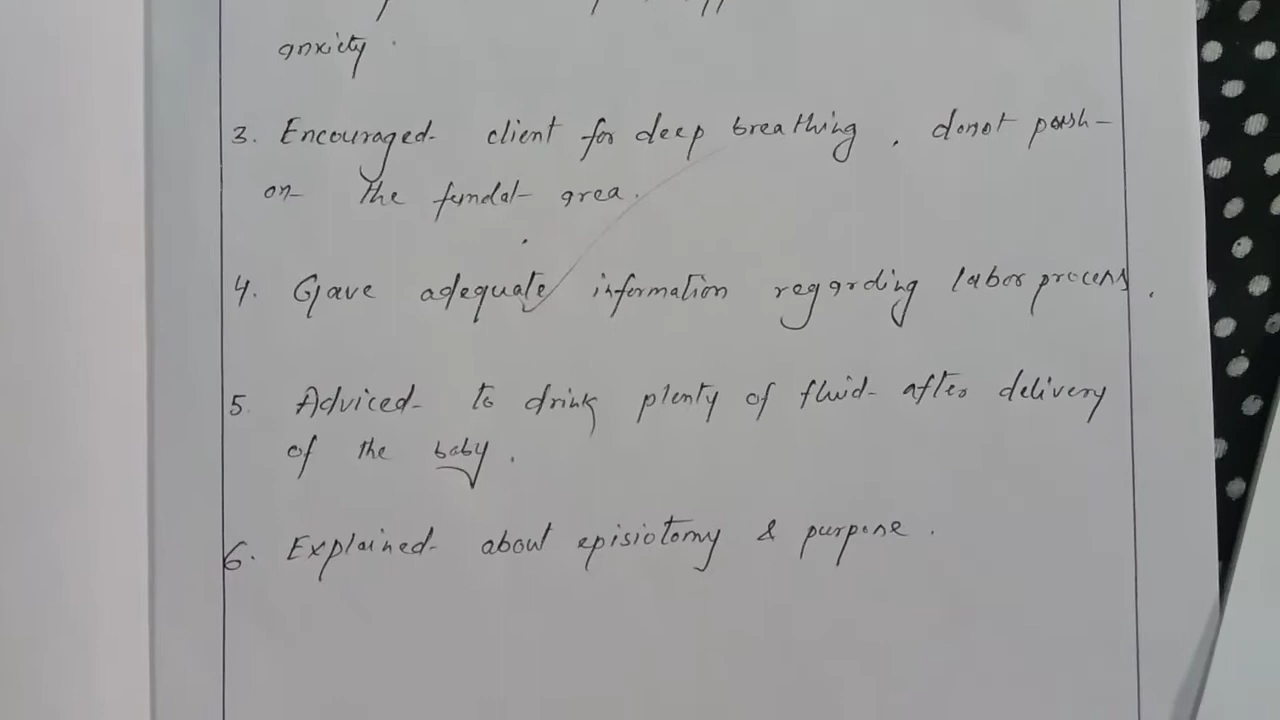 anxiety.
3. Encouraged client for deep breathing, donot push
on the fundal area.
4. Gave adequate information regarding labor process.
5. Adviced to drink plenty of fluid after delivery
of the baby.
6. Explained about episiotomy & purpose.